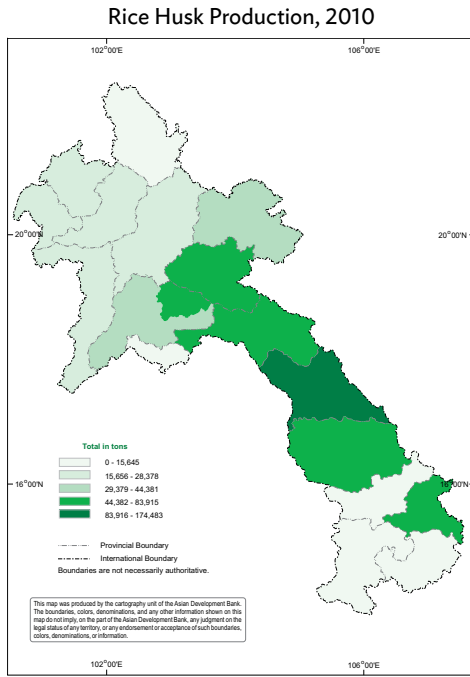 Rice Husk Production, 2010
102°00'E 106°00'E
20°00'N 20°00'N
Total in tons
0 - 15,645
15,656 - 28,378
29,379 - 44,381
44,382 - 83,915
83,916 - 174,483
16°00'N 16°00'N
Provincial Boundary
International Boundary
Boundaries are not necessarily authoritative.
This map was produced by the cartography unit of the Asian Development Bank.
The boundaries, colors, denominations, and any other information shown on this
map do not imply, on the part of the Asian Development Bank, any judgment on the
legal status of any territory, or any endorsement or acceptance of such boundaries,
colors, denominations, or information.
102°00'E 106°00'E